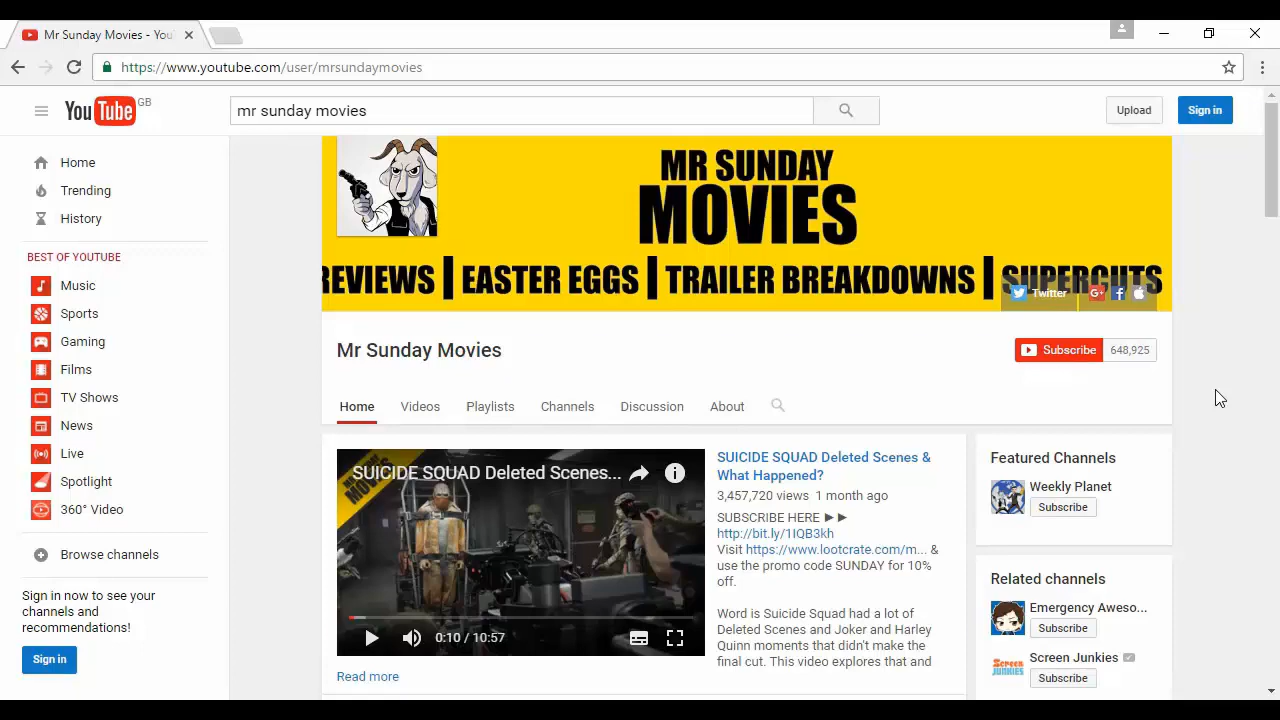 Mr Sunday Movies - You
https://www.youtube.com/user/mrsundaymovies
YouTube GB
mr sunday movies
Upload
Sign in
Home
Trending
History
BEST OF YOUTUBE
Music
Sports
Gaming
Films
TV Shows
News
Live
Spotlight
360° Video
Browse channels
Sign in now to see your
channels and
recommendations!
Sign in
MR SUNDAY
MOVIES
REVIEWS | EASTER EGGS | TRAILER BREAKDOWNS | SUPERCUTS
Twitter
Mr Sunday Movies
Subscribe 648,925
Home Videos Playlists Channels Discussion About
SUICIDE SQUAD Deleted Scenes...
0:10 / 10:57
SUICIDE SQUAD Deleted Scenes &
What Happened?
3,457,720 views 1 month ago
SUBSCRIBE HERE ►►
http://bit.ly/1IQB3kh
Visit https://www.lootcrate.com/m... &
use the promo code SUNDAY for 10%
off.
Word is Suicide Squad had a lot of
Deleted Scenes and Joker and Harley
Quinn moments that didn't make the
final cut. This video explores that and
Read more
Featured Channels
Weekly Planet
Subscribe
Related channels
Emergency Aweso...
Subscribe
Screen Junkies
Subscribe